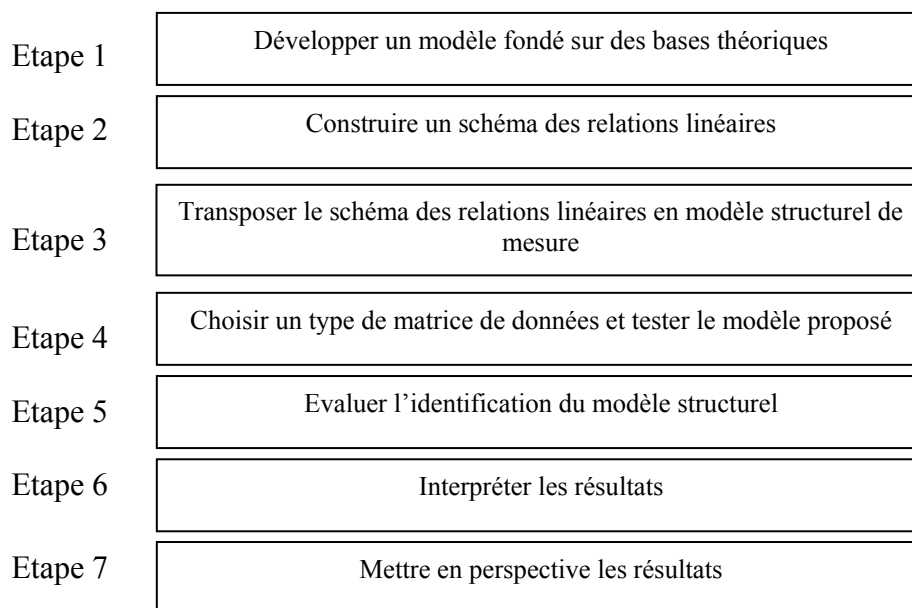 Etape 1
Développer un modèle fondé sur des bases théoriques
Etape 2
Construire un schéma des relations linéaires
Etape 3
Transposer le schéma des relations linéaires en modèle structurel de
mesure
Etape 4
Choisir un type de matrice de données et tester le modèle proposé
Etape 5
Evaluer l’identification du modèle structurel
Etape 6
Interpréter les résultats
Etape 7
Mettre en perspective les résultats